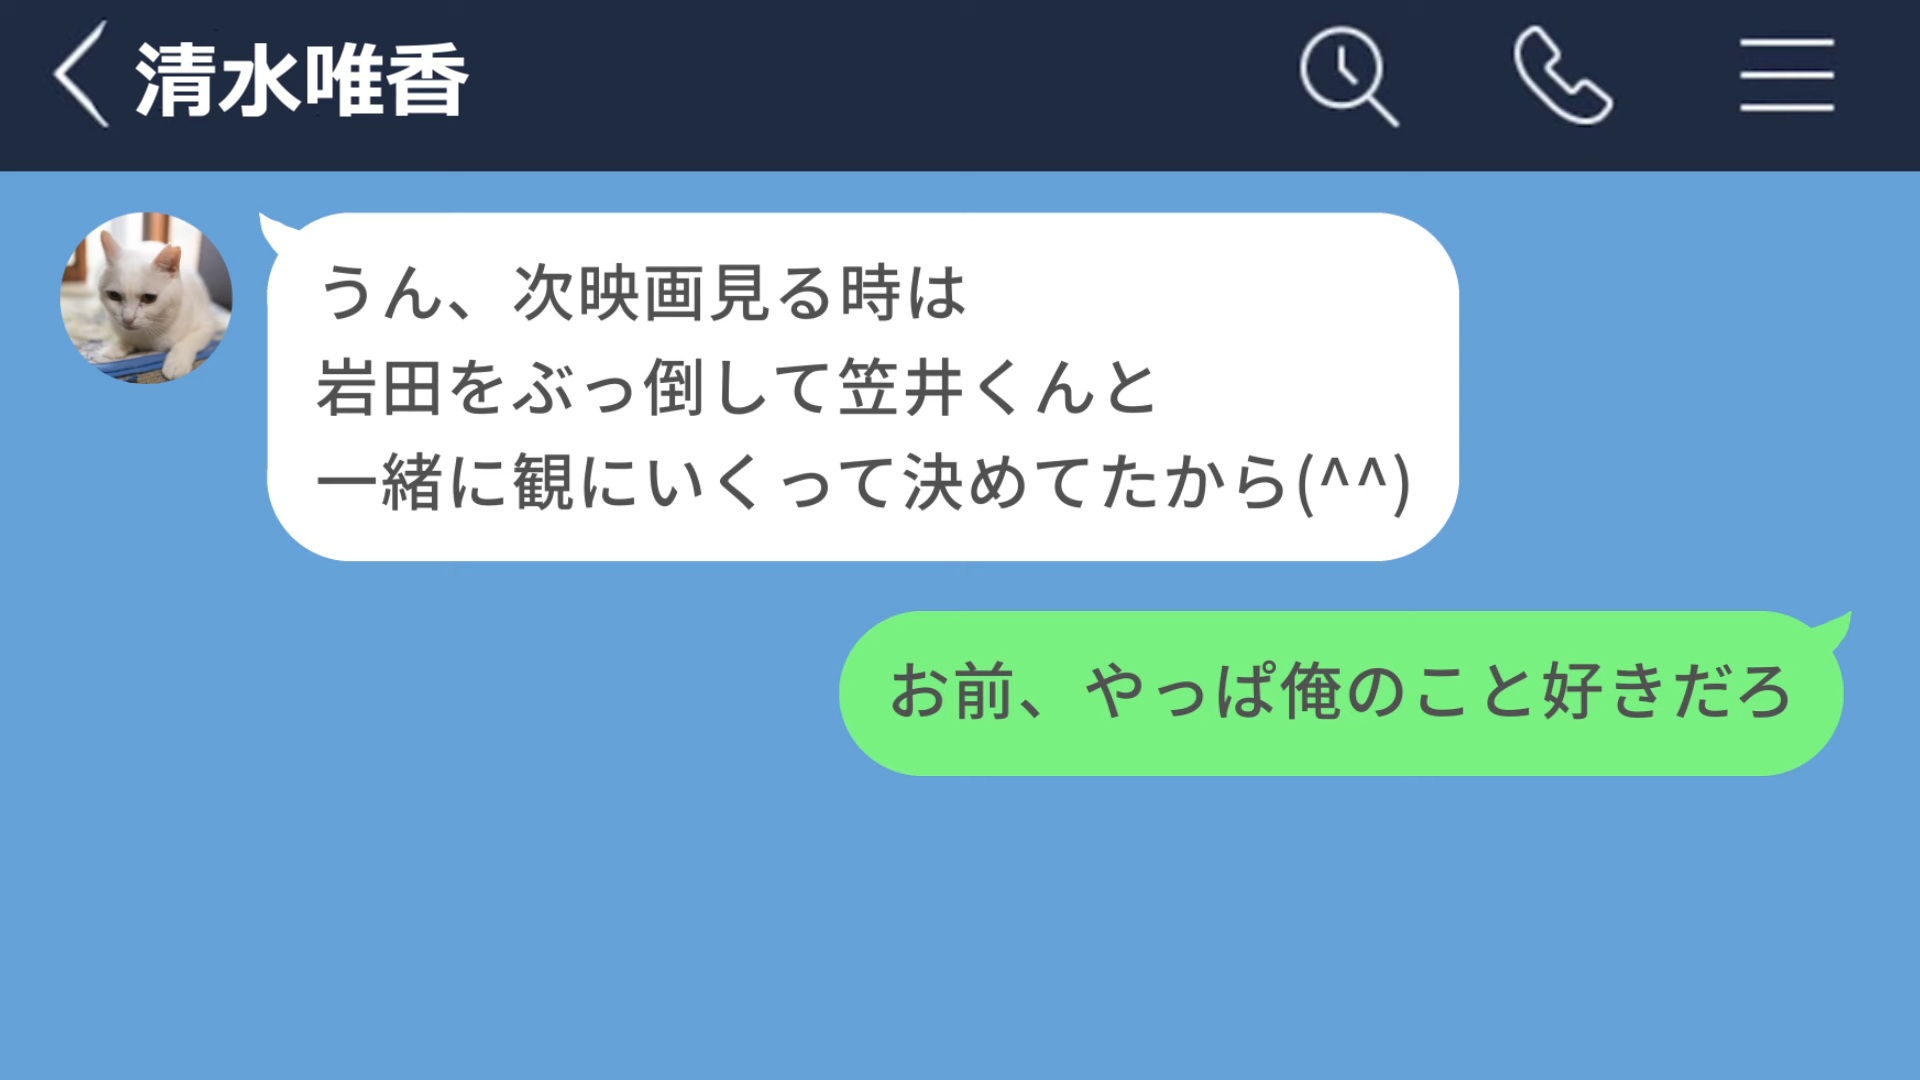 清水唯香
うん、次映画見る時は
岩田をぶっ倒して笠井くんと
一緒に観にいくって決めてたから(^^)
お前、やっぱ俺のこと好きだろ